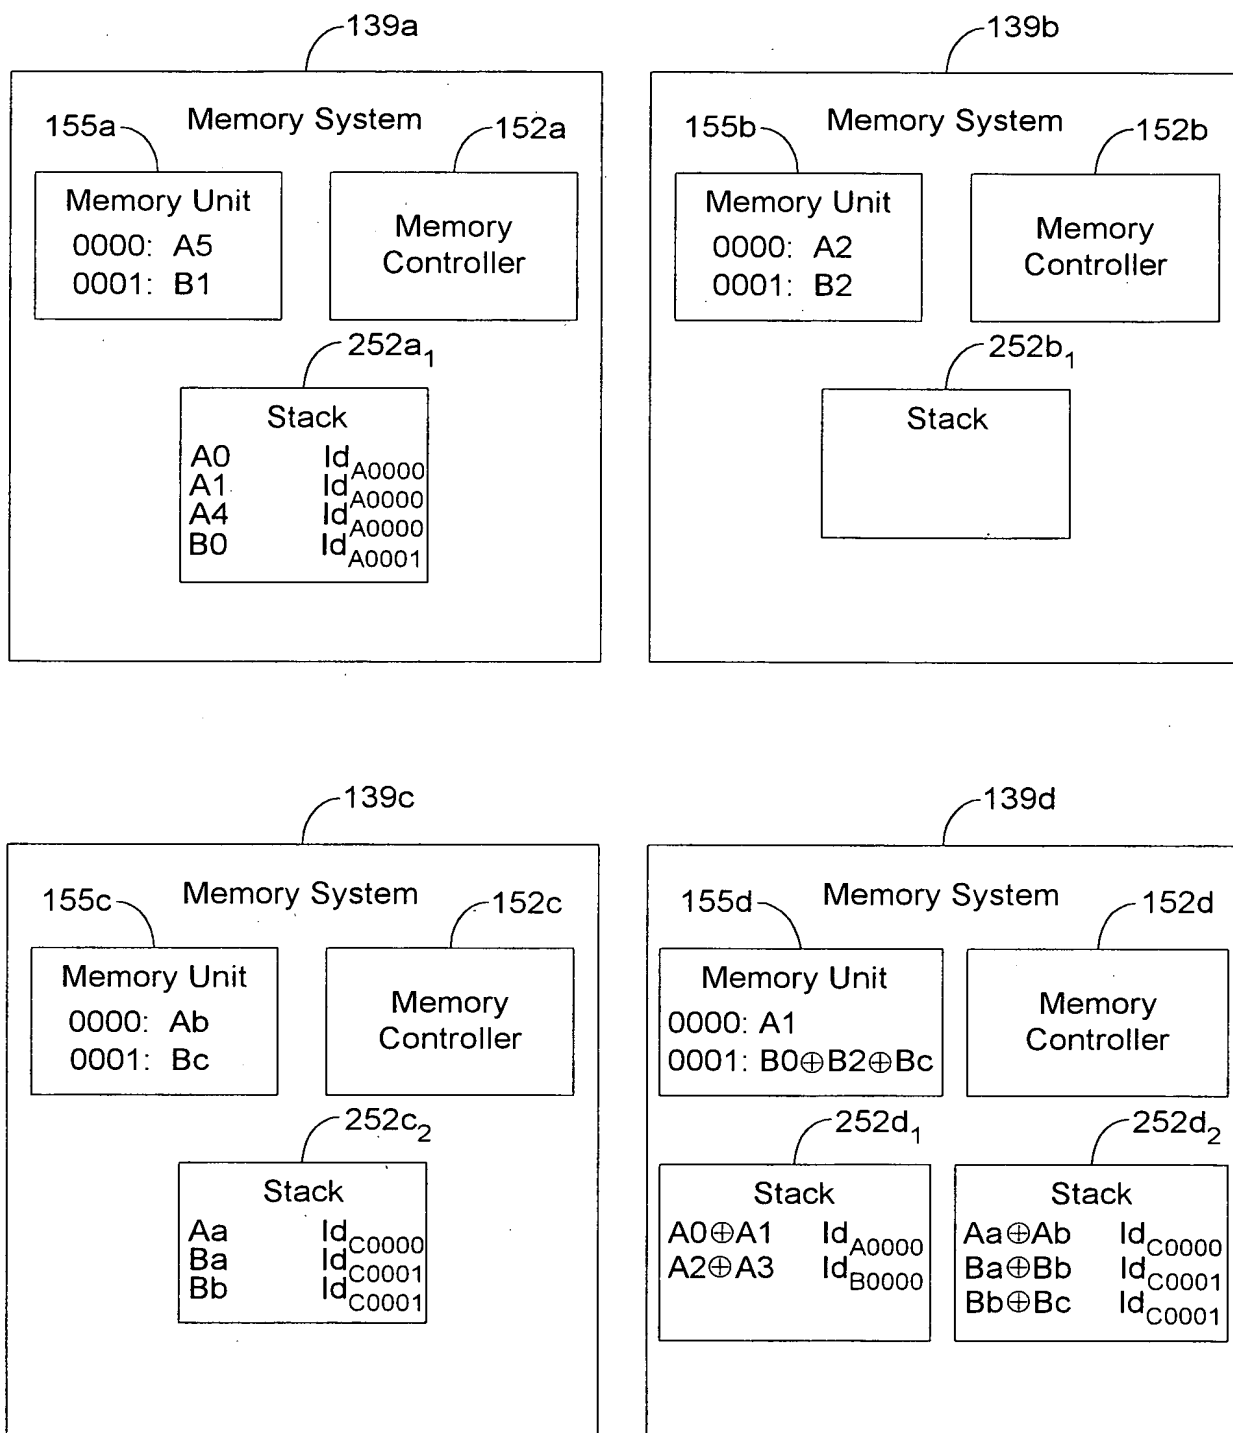 139a
Memory System
155a
152a
Memory Unit
0000: A5
0001: B1
Memory
Controller
252a1
Stack
A0 IdA0000
A1 IdA0000
A4 IdA0000
B0 IdA0001
139b
Memory System
155b
152b
Memory Unit
0000: A2
0001: B2
Memory
Controller
252b1
Stack
139c
Memory System
155c
152c
Memory Unit
0000: Ab
0001: Bc
Memory
Controller
252c2
Stack
Aa IdC0000
Ba IdC0001
Bb IdC0001
139d
Memory System
155d
152d
Memory Unit
0000: A1
0001: B0⊕B2⊕Bc
Memory
Controller
252d1
Stack
A0⊕A1 IdA0000
A2⊕A3 IdB0000
252d2
Stack
Aa⊕Ab IdC0000
Ba⊕Bb IdC0001
Bb⊕Bc IdC0001